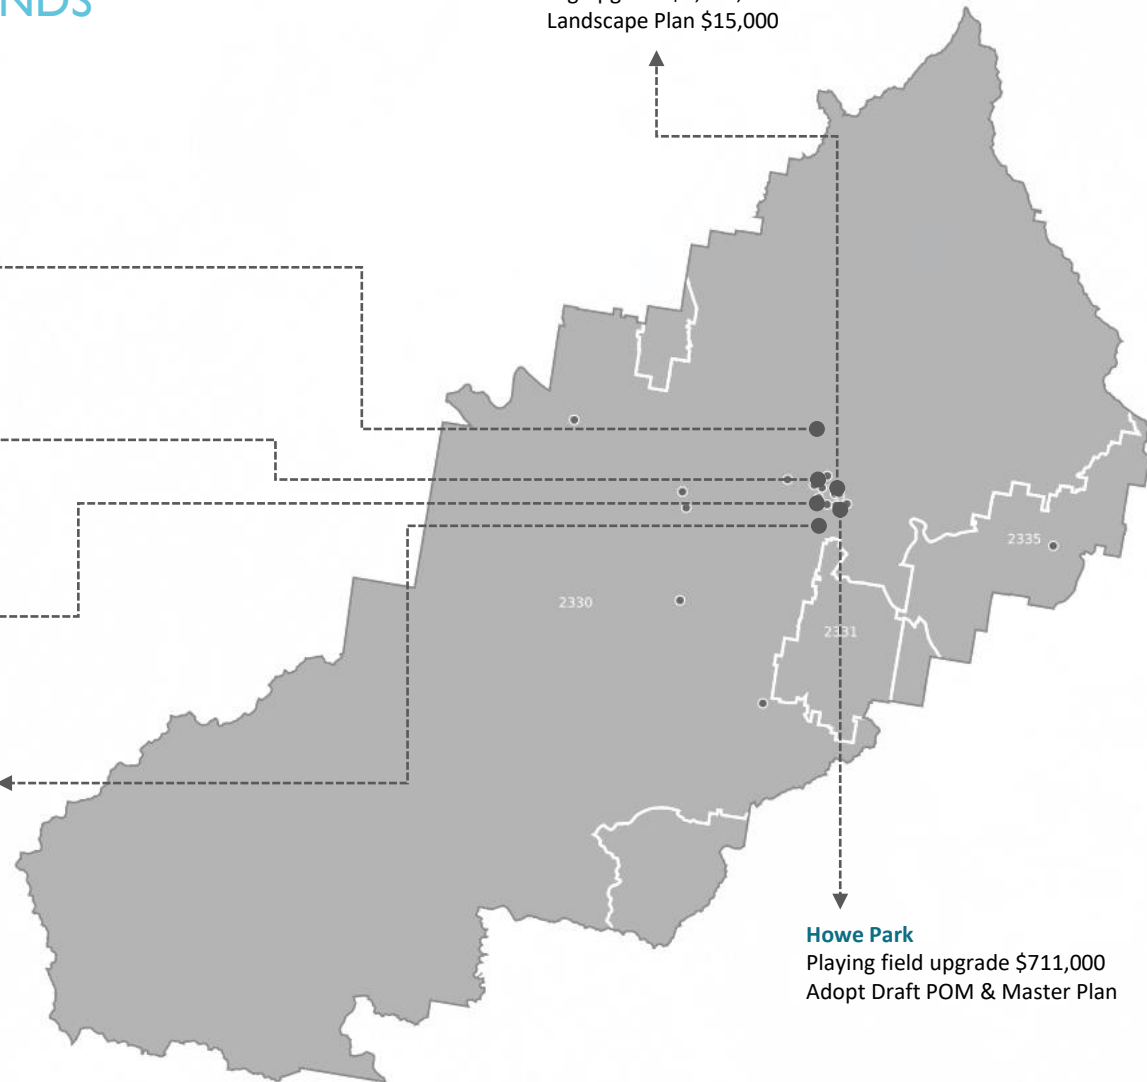 NDS
Landscape Plan $15,000
2335
2330
2331
Howe Park
Playing field upgrade $711,000
Adopt Draft POM & Master Plan